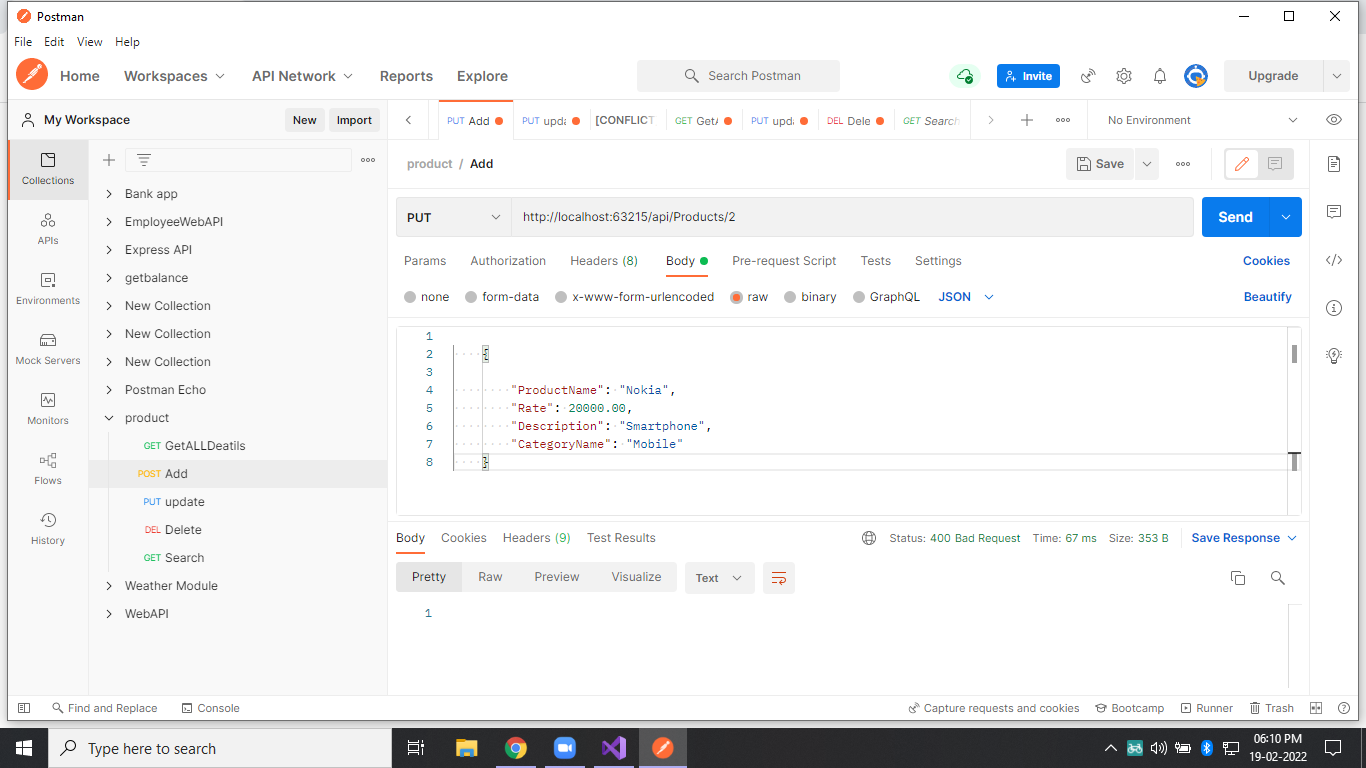 Postman
File Edit View Help
Home Workspaces API Network Reports Explore Search Postman Invite Upgrade
My Workspace New Import
PUT Add PUT upda [CONFLICT GET GetA PUT upda DEL Dele GET Search No Environment
product / Add Save
Collections
APIs
Environments
Mock Servers
Monitors
Flows
History
Bank app
EmployeeWebAPI
Express API
getbalance
New Collection
New Collection
New Collection
Postman Echo
product
GET GetALLDeatils
POST Add
PUT update
DEL Delete
GET Search
Weather Module
WebAPI
PUT http://localhost:63215/api/Products/2 Send
Params Authorization Headers (8) Body Pre-request Script Tests Settings Cookies
none form-data x-www-form-urlencoded raw binary GraphQL JSON Beautify
1
2 {
3
4 "ProductName": "Nokia",
5 "Rate": 20000.00,
6 "Description": "Smartphone",
7 "CategoryName": "Mobile"
8 }
Body Cookies Headers (9) Test Results Status: 400 Bad Request Time: 67 ms Size: 353 B Save Response
Pretty Raw Preview Visualize Text
1
Find and Replace Console Capture requests and cookies Bootcamp Runner Trash
Type here to search
06:10 PM
19-02-2022